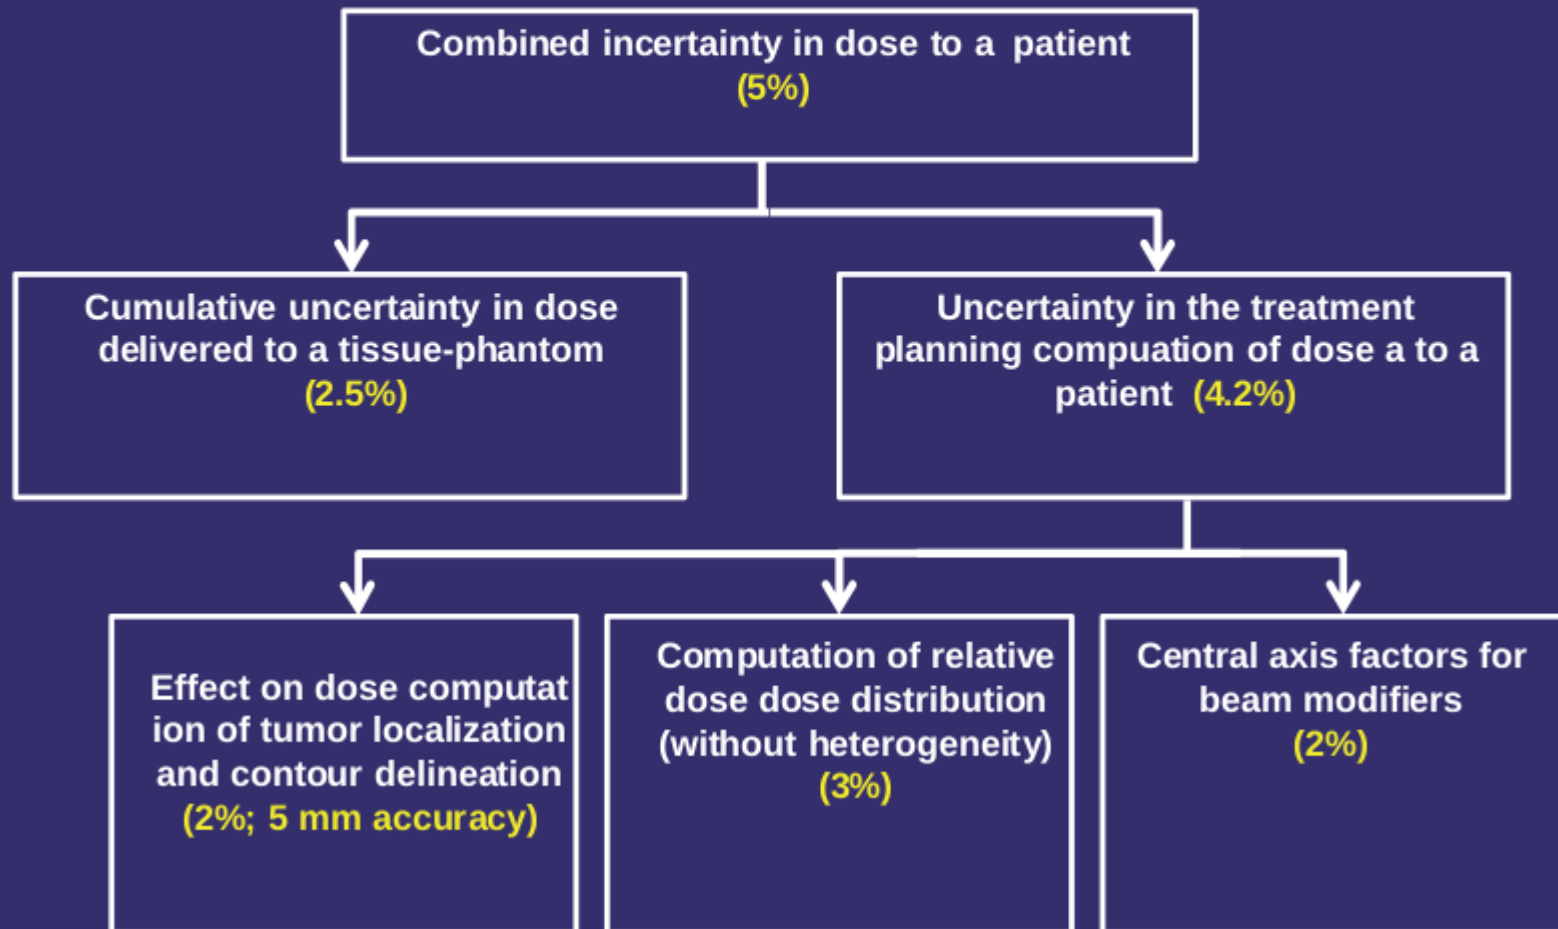 Combined incertainty in dose to a patient
(5%)
Cumulative uncertainty in dose
delivered to a tissue-phantom
(2.5%)
Uncertainty in the treatment
planning compuation of dose a to a
patient (4.2%)
Effect on dose computat
ion of tumor localization
and contour delineation
(2%; 5 mm accuracy)
Computation of relative
dose dose distribution
(without heterogeneity)
(3%)
Central axis factors for
beam modifiers
(2%)